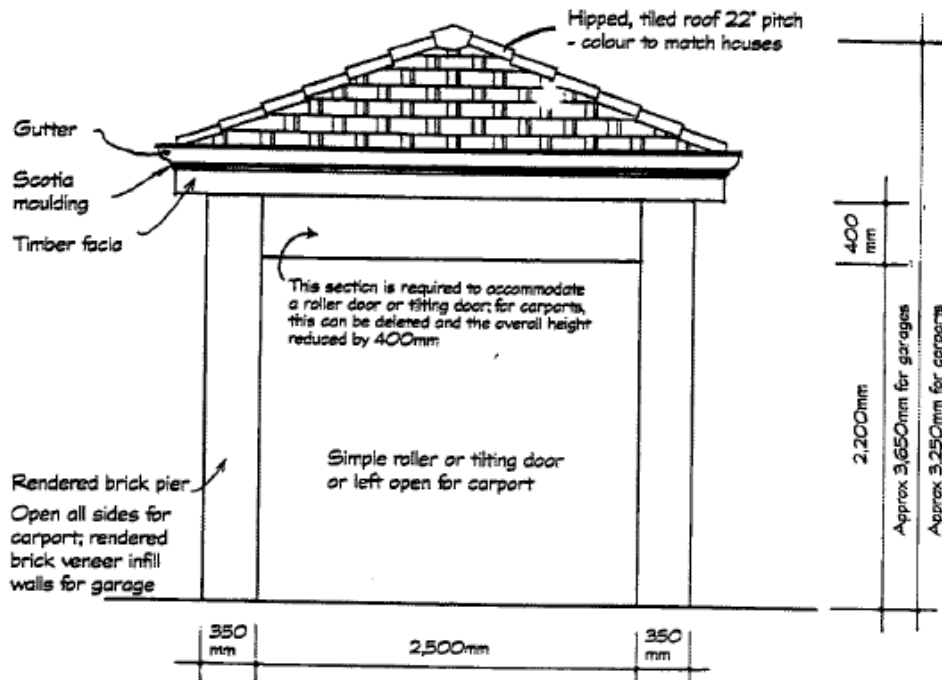 Hipped, tiled roof 22° pitch
- colour to match houses
Gutter
Scotia
moulding
Timber facia
400
mm
This section is required to accommodate
a roller door or tilting door; for carports,
this can be deleted and the overall height
reduced by 400mm
2,200mm
Approx 3,650mm for garages
Approx 3,250mm for carports
Simple roller or tilting door
or left open for carport
Rendered brick pier
Open all sides for
carport; rendered
brick veneer infill
walls for garage
350
mm
2,500mm
350
mm